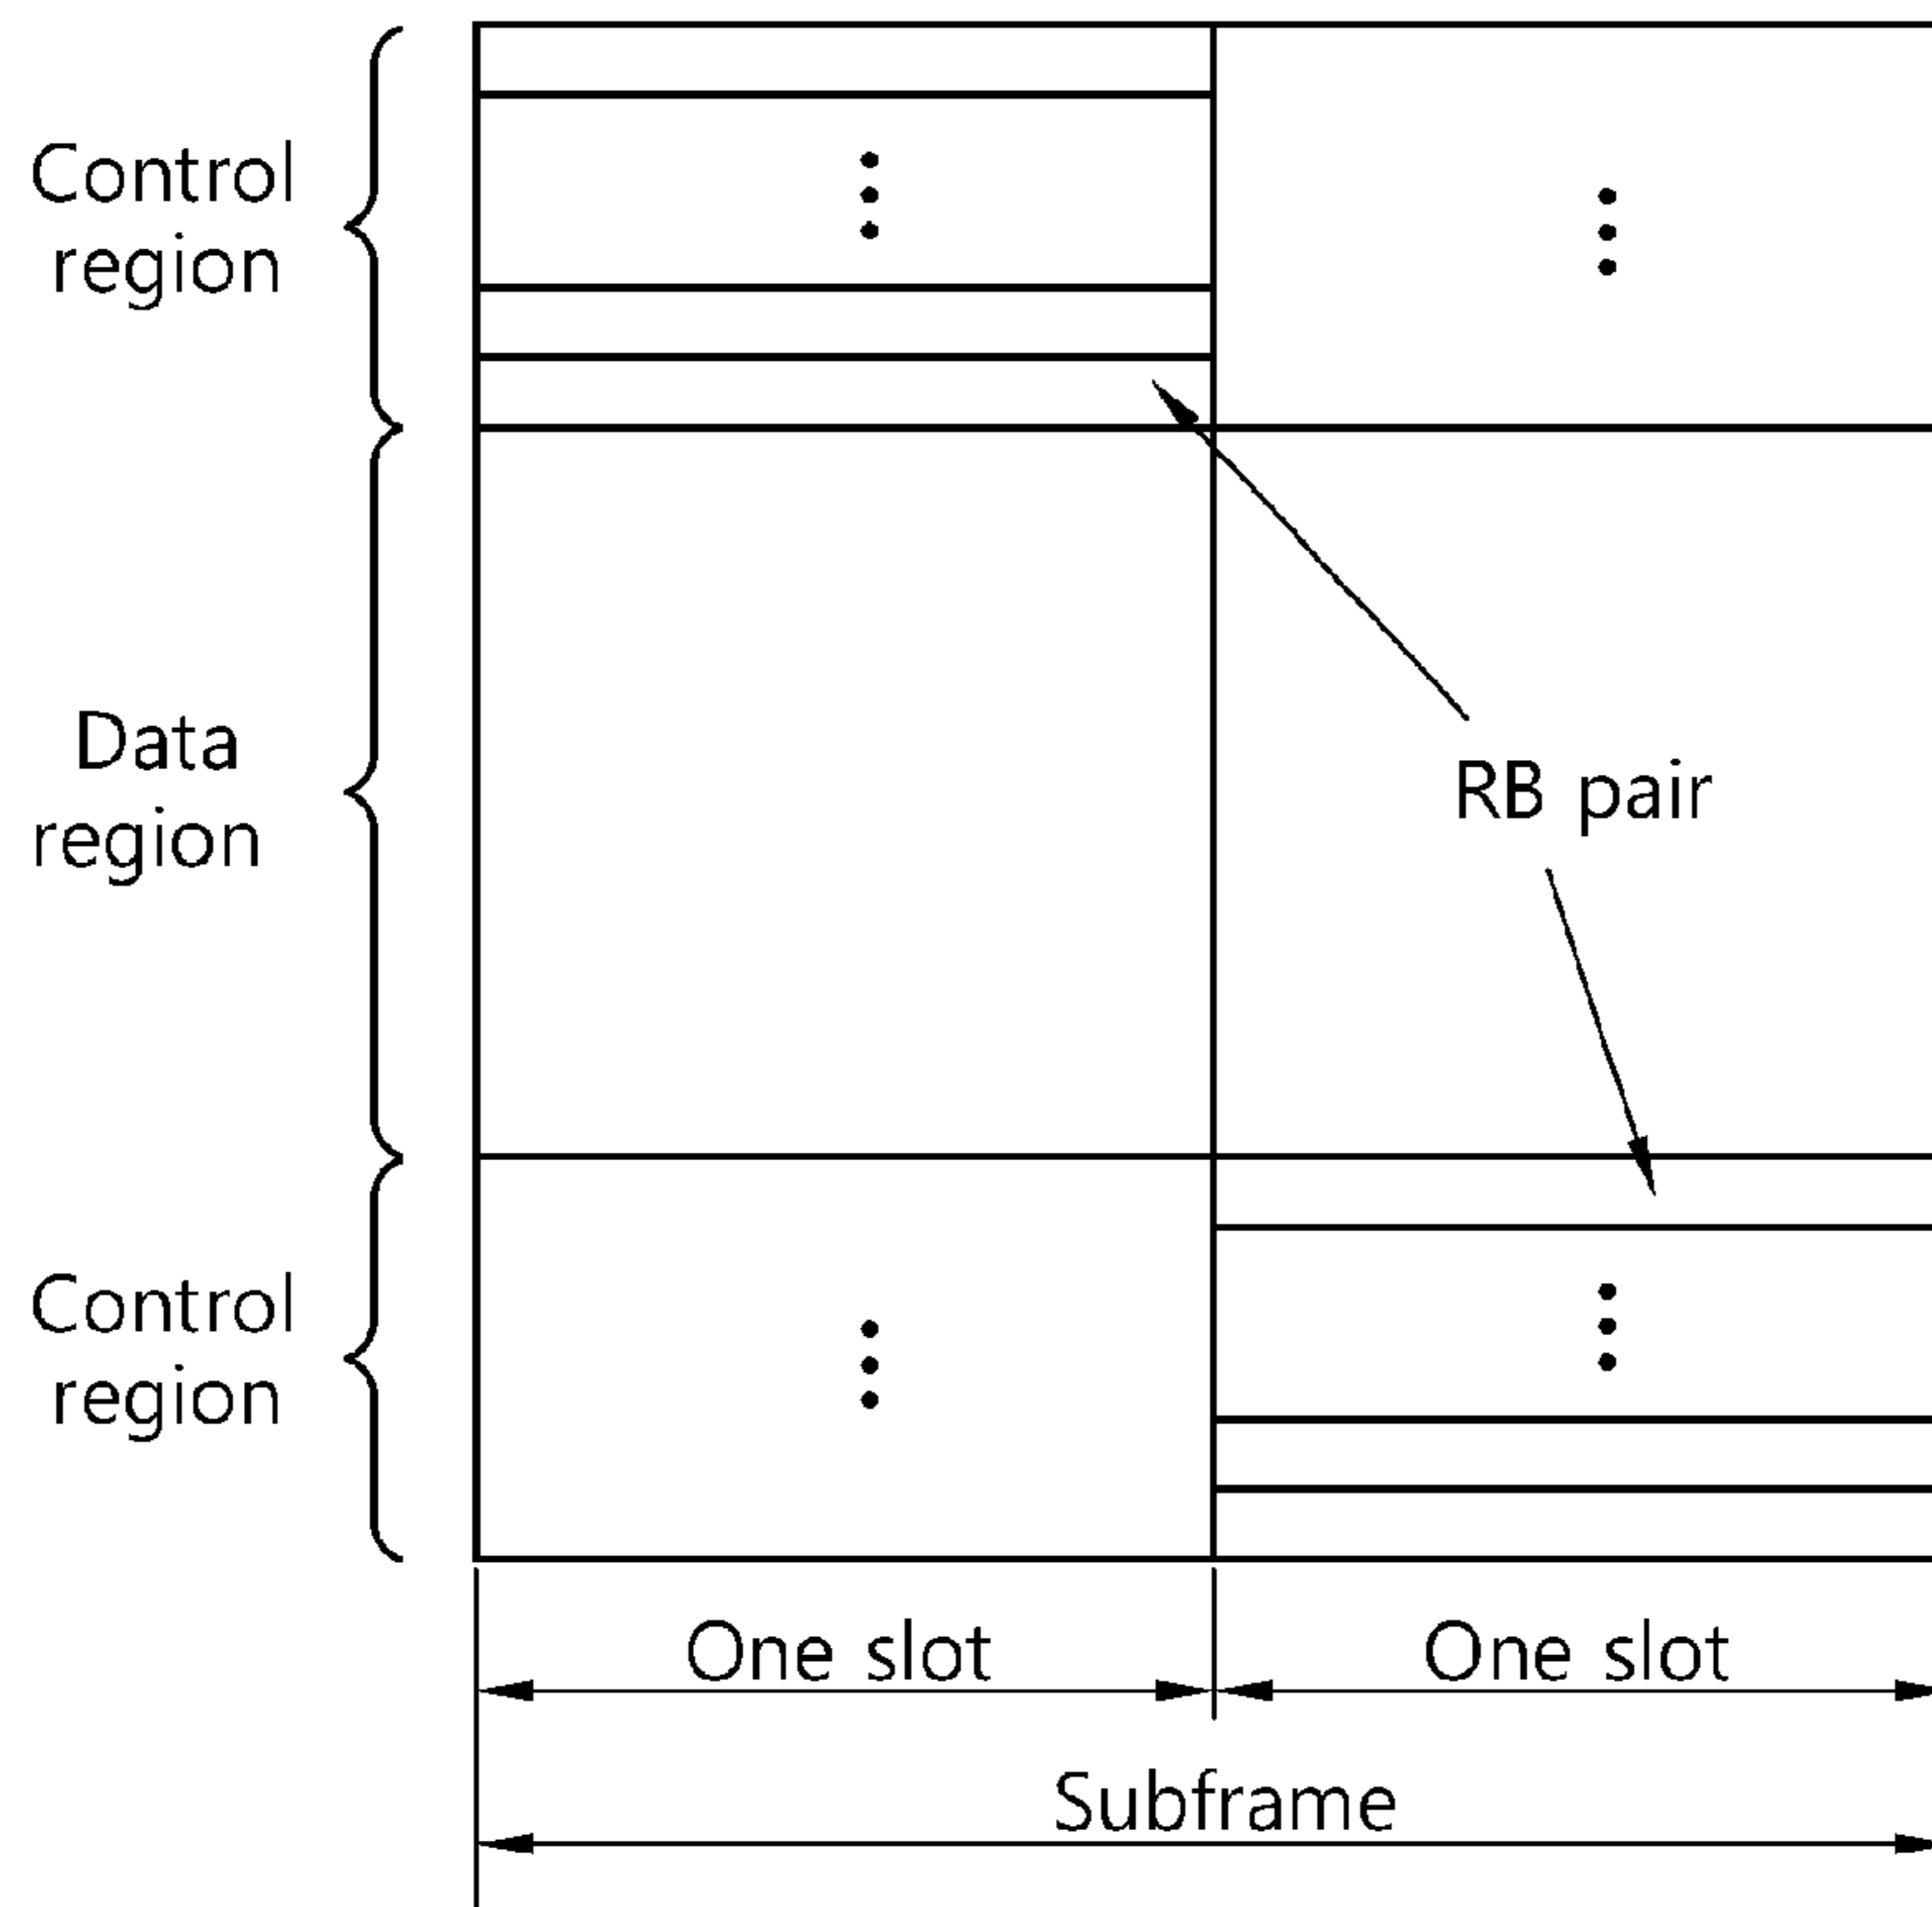 Control
region
Data
region
RB pair
Control
region
One slot
One slot
Subframe